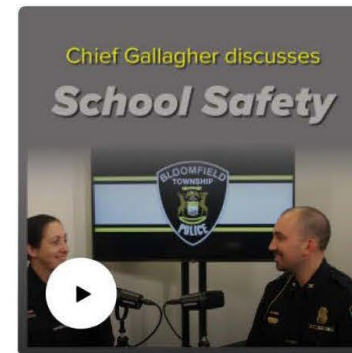 Chief Gallagher discusses
School Safety
BLOOMFIELD
TOWNSHIP
POLICE